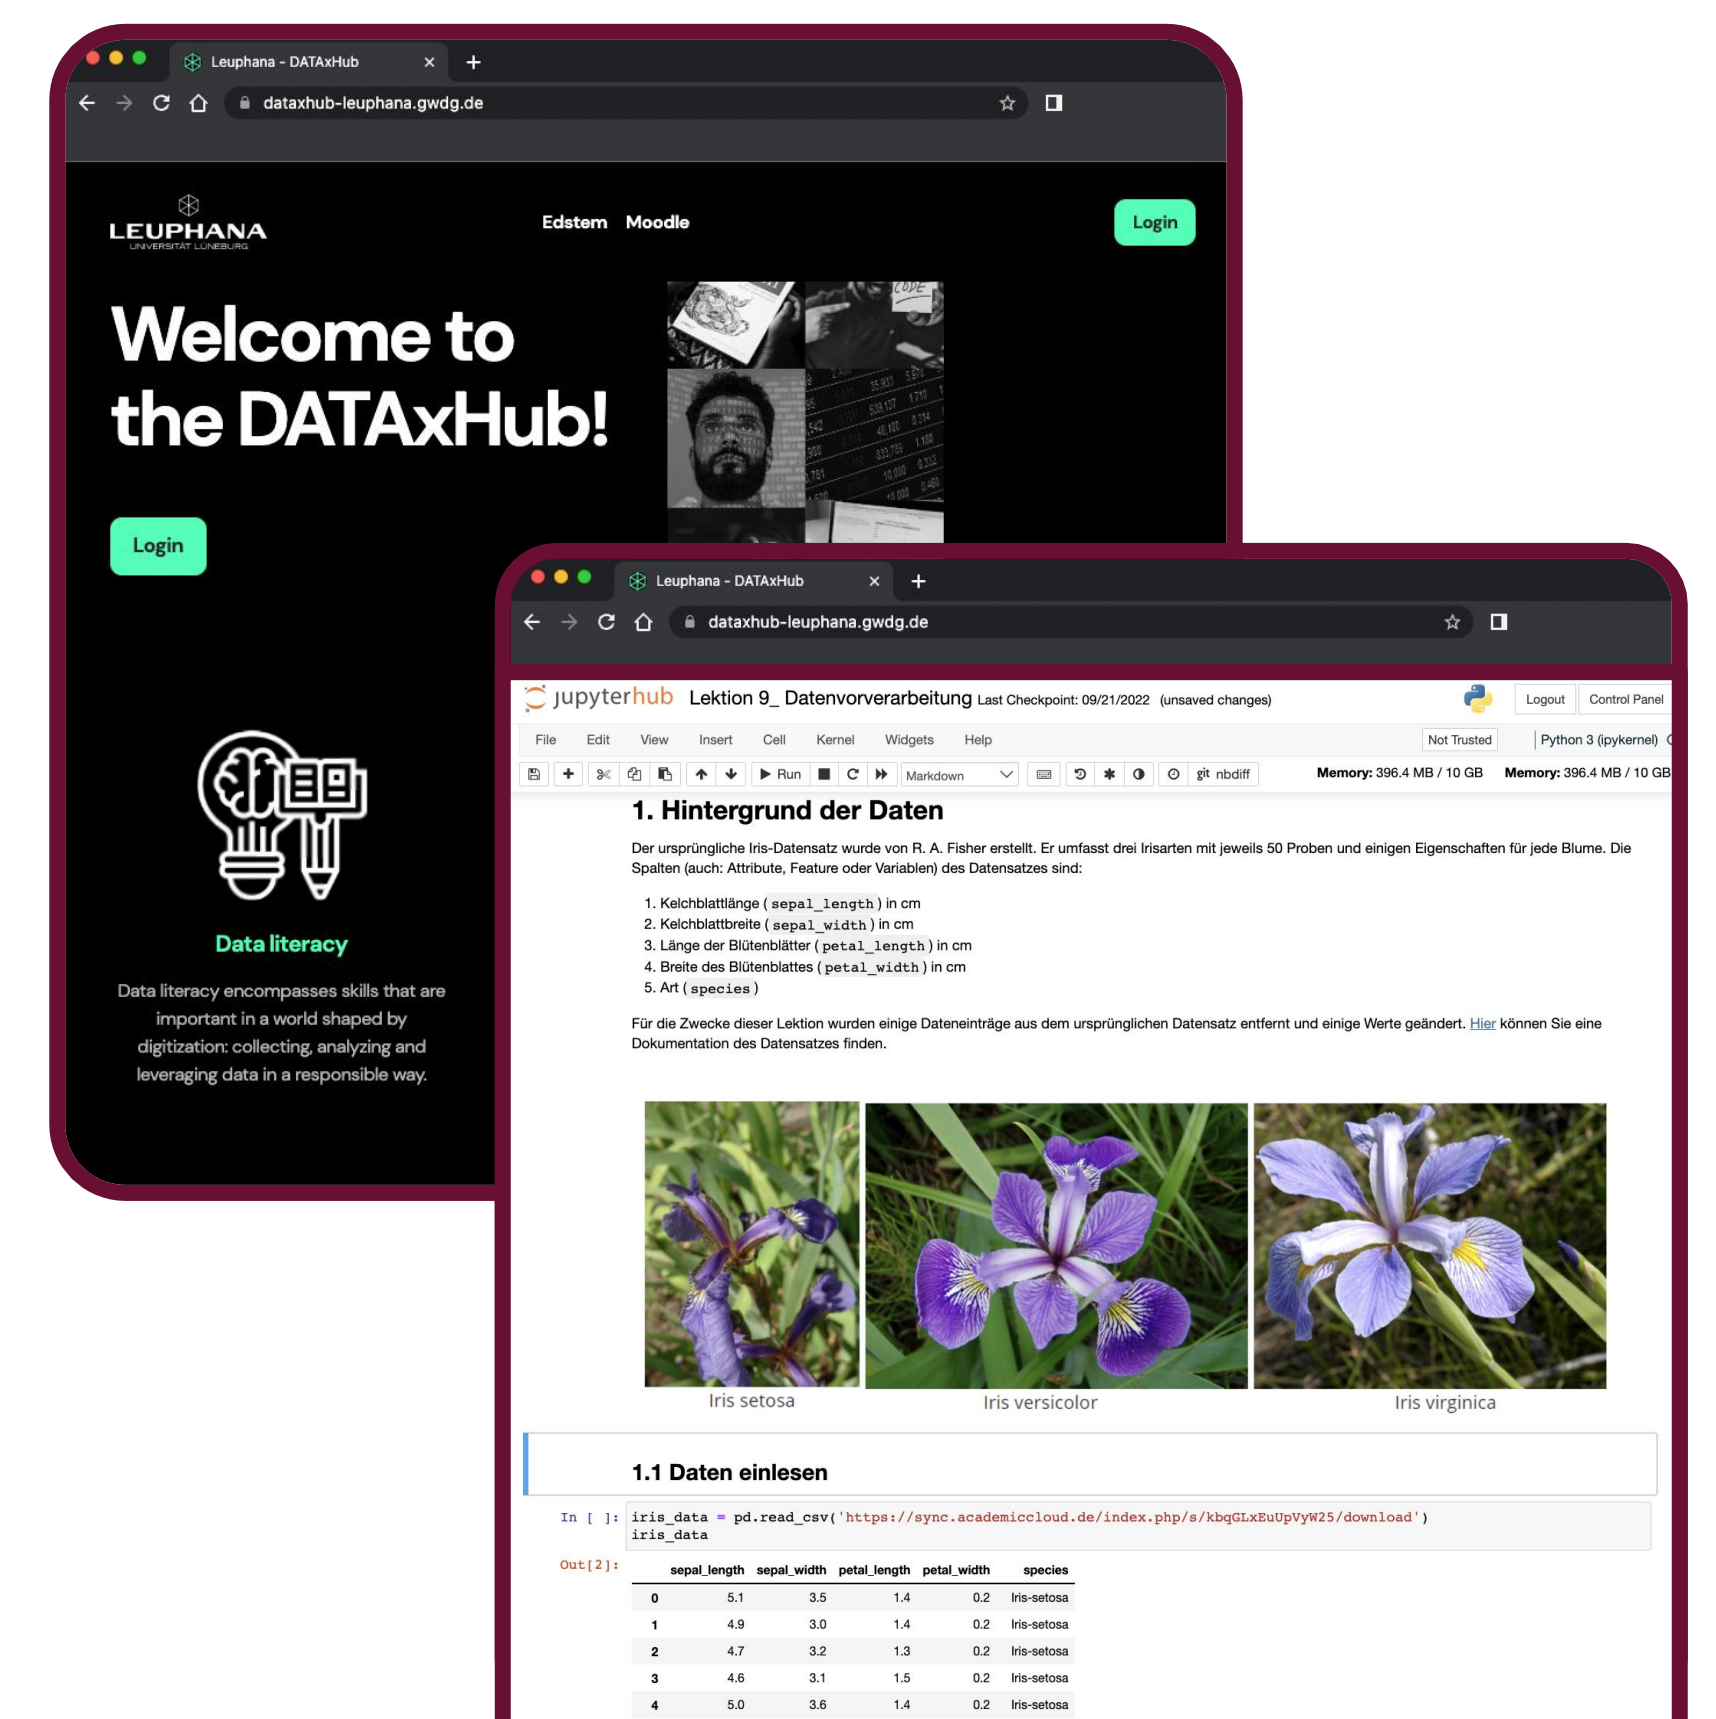 Leuphana - DATAxHub
dataxhub-leuphana.gwdg.de
LEUPHANA
UNIVERSITÄT LÜNEBURG
Edstem Moodle
Login
CODE
Welcome to
the DATAxHub!
Login
Data literacy
Data literacy encompasses skills that are
important in a world shaped by
digitization: collecting, analyzing and
leveraging data in a responsible way.
Leuphana - DATAxHub
dataxhub-leuphana.gwdg.de
jupyterhub Lektion 9_ Datenvorverarbeitung Last Checkpoint: 09/21/2022 (unsaved changes) Logout Control Panel
File Edit View Insert Cell Kernel Widgets Help Not Trusted Python 3 (ipykernel)
Run Markdown git nbdiff Memory: 396.4 MB / 10 GB Memory: 396.4 MB / 10 GB
1. Hintergrund der Daten
Der ursprüngliche Iris-Datensatz wurde von R. A. Fisher erstellt. Er umfasst drei Irisarten mit jeweils 50 Proben und einigen Eigenschaften für jede Blume. Die
Spalten (auch: Attribute, Feature oder Variablen) des Datensatzes sind:
1. Kelchblattlänge ( sepal_length ) in cm
2. Kelchblattbreite ( sepal_width ) in cm
3. Länge der Blütenblätter ( petal_length ) in cm
4. Breite des Blütenblattes ( petal_width ) in cm
5. Art ( species )
Für die Zwecke dieser Lektion wurden einige Dateneinträge aus dem ursprünglichen Datensatz entfernt und einige Werte geändert. Hier können Sie eine
Dokumentation des Datensatzes finden.
Iris setosa Iris versicolor Iris virginica
1.1 Daten einlesen
In [ ]: iris_data = pd.read_csv('https://sync.academiccloud.de/index.php/s/kbqGLxEuUpVyW25/download')
iris_data
Out[2]:
sepal_length sepal_width petal_length petal_width species
0 5.1 3.5 1.4 0.2 Iris-setosa
1 4.9 3.0 1.4 0.2 Iris-setosa
2 4.7 3.2 1.3 0.2 Iris-setosa
3 4.6 3.1 1.5 0.2 Iris-setosa
4 5.0 3.6 1.4 0.2 Iris-setosa